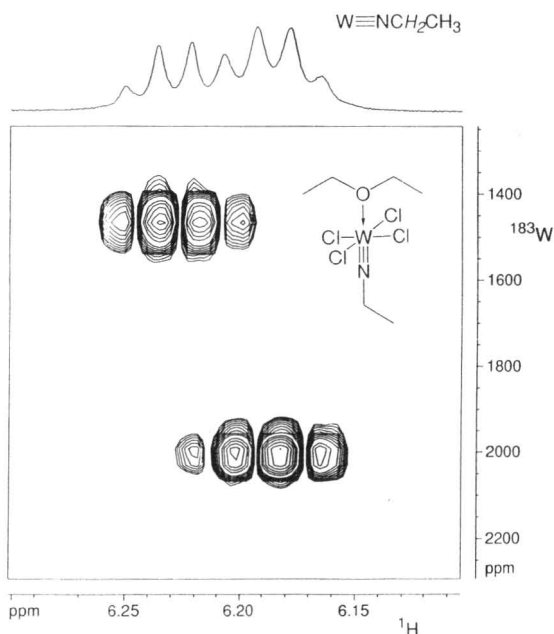 W≡NCH2CH3
O
Cl
Cl W Cl
Cl
N
1400
183W
1600
1800
2000
2200
ppm
ppm 6.25 6.20 6.15
1H